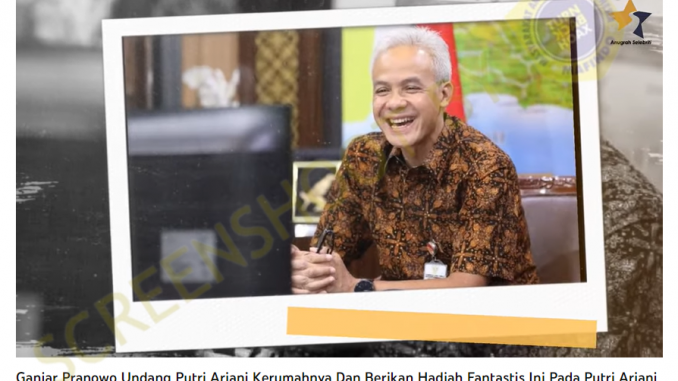 Anugrah Selebriti
SCREENSHOT
Ganjar Pranowo Undang Putri Ariani Kerumahnya Dan Berikan Hadiah Fantastis Ini Pada Putri Ariani